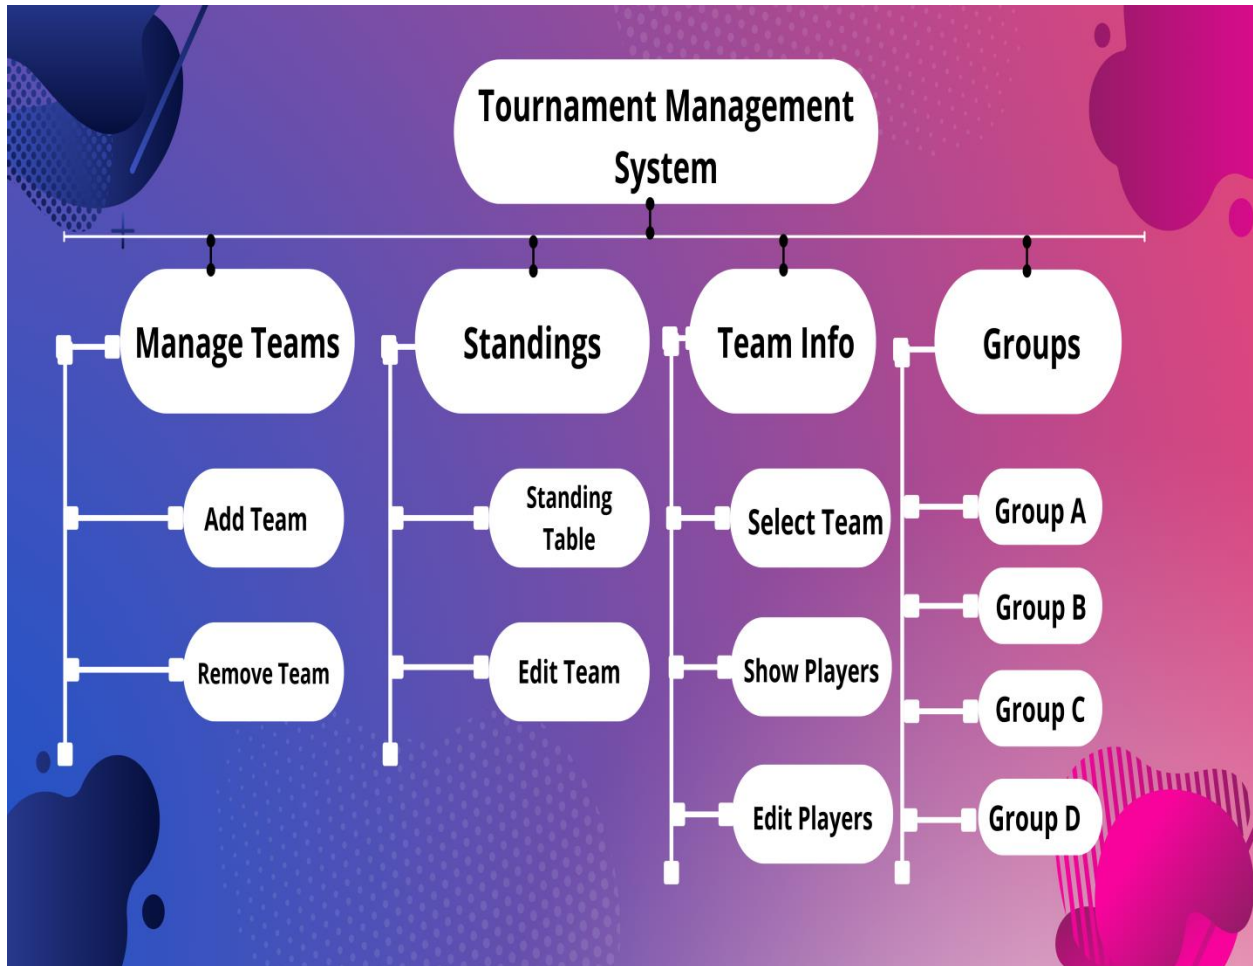 Tournament Management
System
Manage Teams
Standings
Team Info
Groups
Add Team
Remove Team
Standing
Table
Edit Team
Select Team
Show Players
Edit Players
Group A
Group B
Group C
Group D